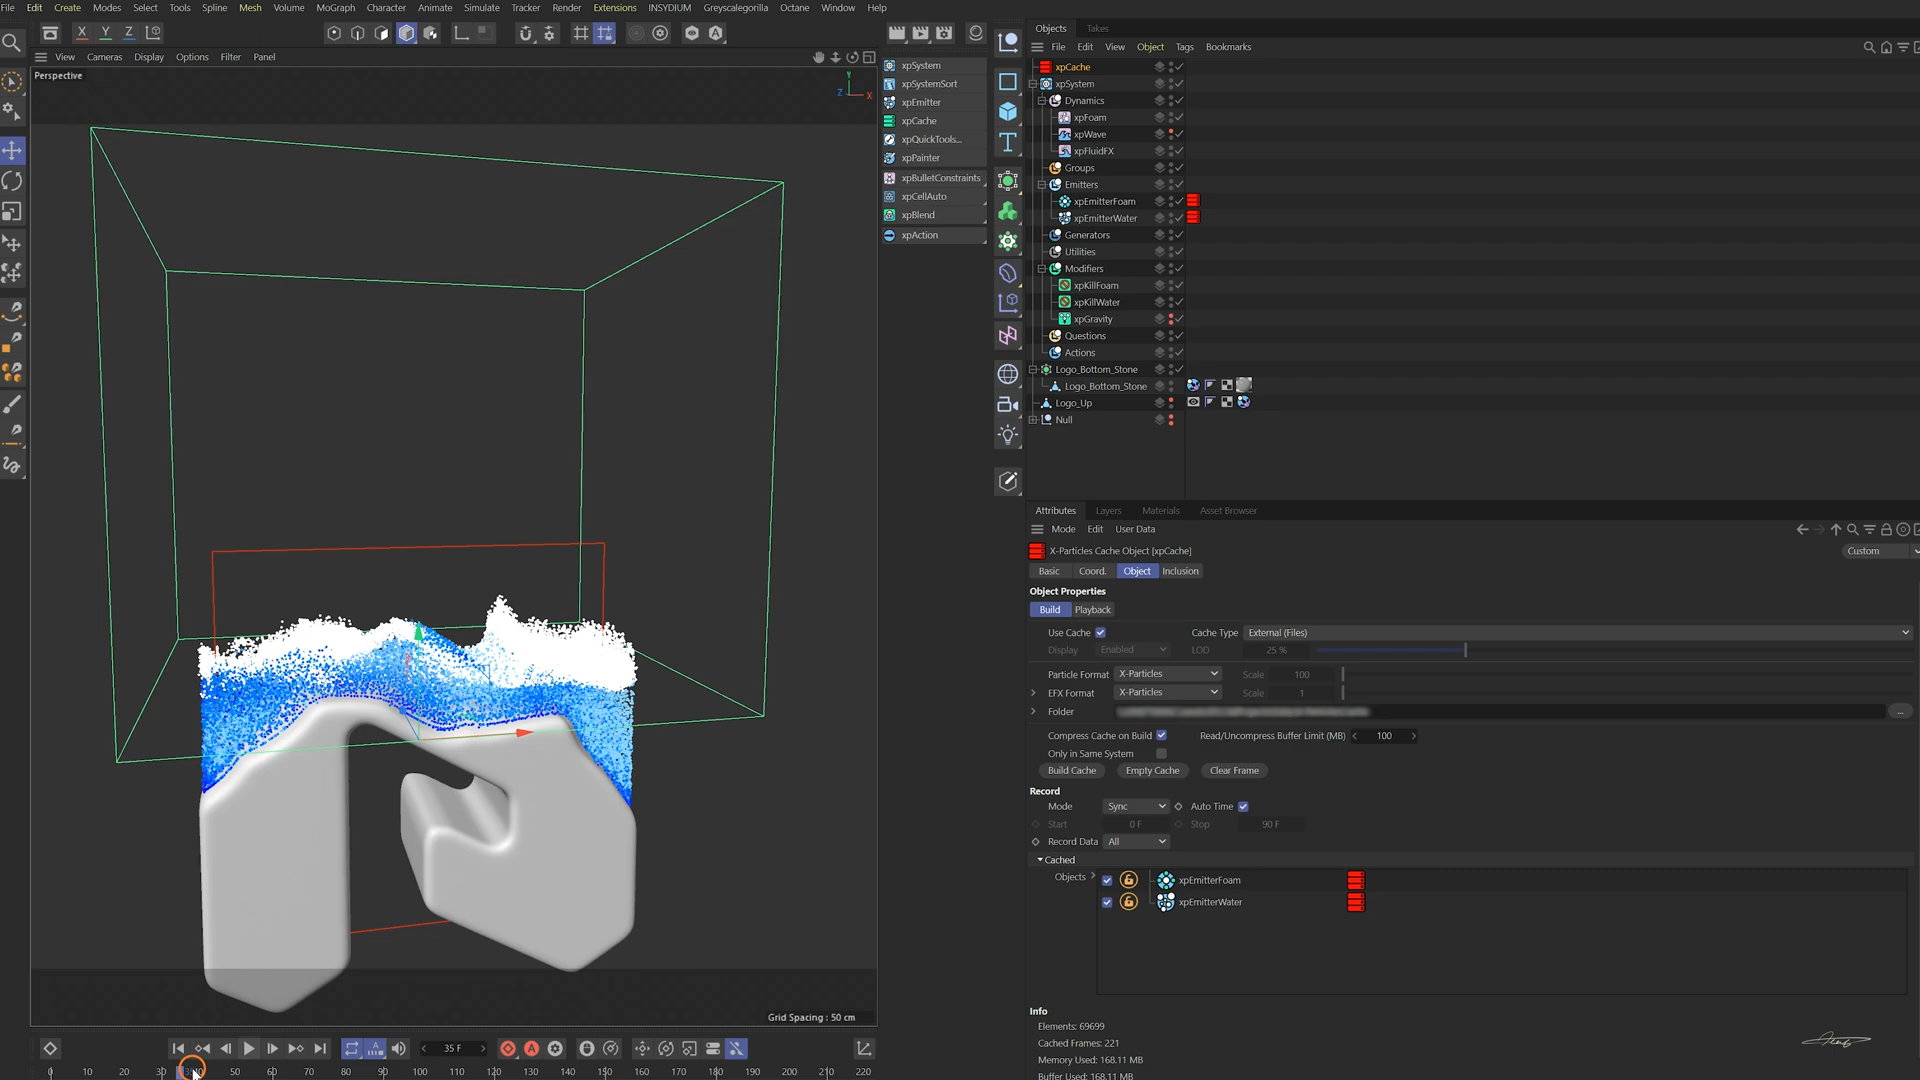 File Edit Create Modes Select Tools Spline Mesh Volume MoGraph Character Animate Simulate Tracker Render Extensions INSYDIUM Greyscalegorilla Octane Window Help
X Y Z
View Cameras Display Options Filter Panel
Perspective
Y
Z X
Grid Spacing : 50 cm
35 F
0 10 20 30 50 60 70 80 90 100 110 120 130 140 150 160 170 180 190 200 210 220
xpSystem
xpSystemSort
xpEmitter
xpCache
xpQuickTools...
xpPainter
xpBulletConstraints
xpCellAuto
xpBlend
xpAction
Objects Takes
File Edit View Object Tags Bookmarks
xpCache
xpSystem
Dynamics
xpFoam
xpWave
xpFluidFX
Groups
Emitters
xpEmitterFoam
xpEmitterWater
Generators
Utilities
Modifiers
xpKillFoam
xpKillWater
xpGravity
Questions
Actions
Logo_Bottom_Stone
Logo_Bottom_Stone
Logo_Up
Null
Attributes Layers Materials Asset Browser
Mode Edit User Data
X-Particles Cache Object [xpCache]
Custom
Basic Coord. Object Inclusion
Object Properties
Build Playback
Use Cache Cache Type External (Files)
Display Enabled LOD 25 %
Particle Format X-Particles Scale 100
EFX Format X-Particles Scale 1
Folder ...
Compress Cache on Build Read/Uncompress Buffer Limit (MB) 100
Only in Same System
Build Cache Empty Cache Clear Frame
Record
Mode Sync Auto Time
Start 0 F Stop 90 F
Record Data All
Cached
Objects xpEmitterFoam
xpEmitterWater
Info
Elements: 69699
Cached Frames: 221
Memory Used: 168.11 MB
Buffer Used: 168.11 MB